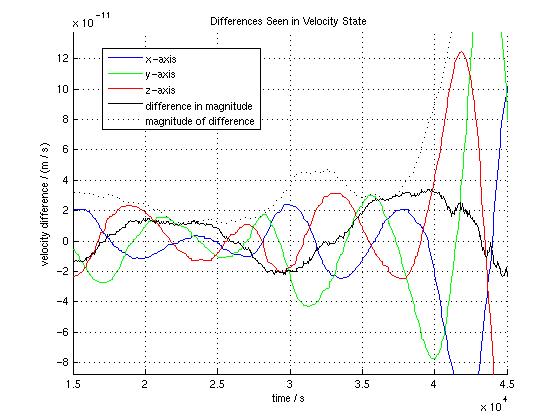 x 10⁻¹¹
Differences Seen in Velocity State
12
10
8
6
4
2
0
−2
−4
−6
−8
velocity difference / (m / s)
x−axis
y−axis
z−axis
difference in magnitude
magnitude of difference
1.5 2 2.5 3 3.5 4 4.5
time / s
x 10⁴